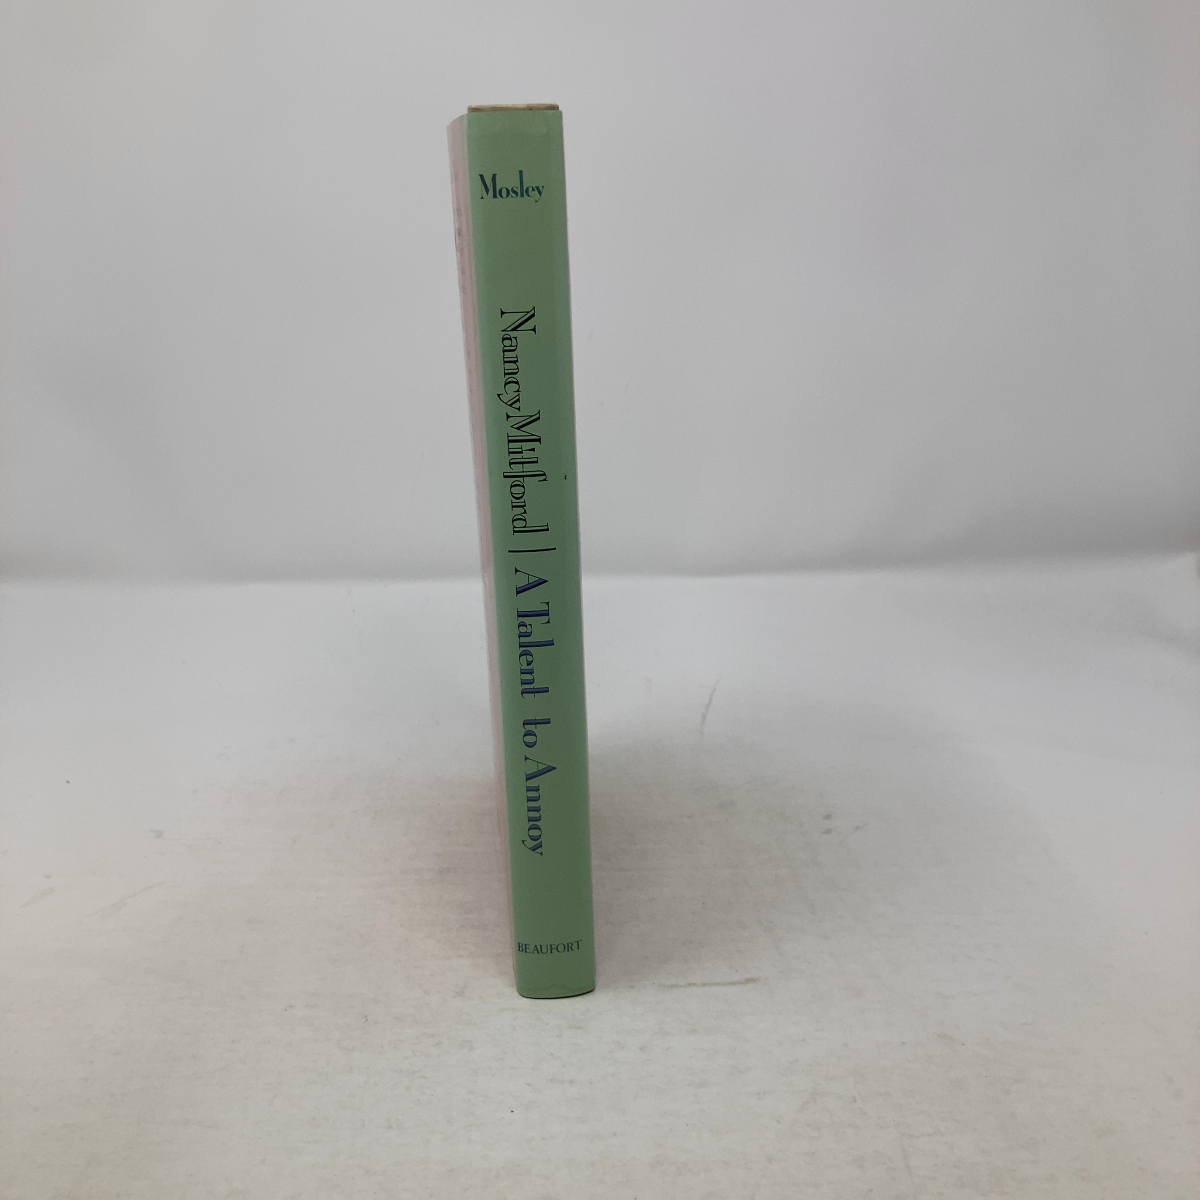 Mosley
Nancy Mitford | A Talent to Annoy
BEAUFORT